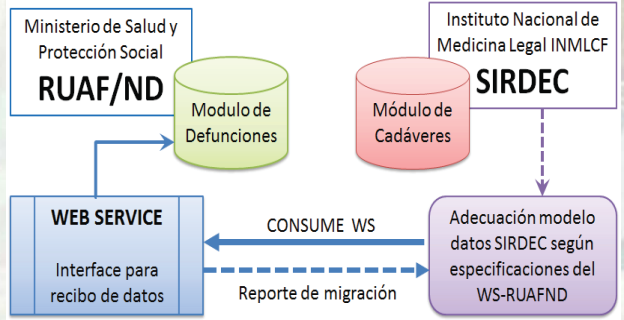 Ministerio de Salud y
Protección Social
RUAF/ND
Modulo de
Defunciones
Instituto Nacional de
Medicina Legal INMLCF
SIRDEC
Módulo de
Cadáveres
WEB SERVICE
Interface para
recibo de datos
CONSUME WS
Reporte de migración
Adecuación modelo
datos SIRDEC según
especificaciones del
WS-RUAFND